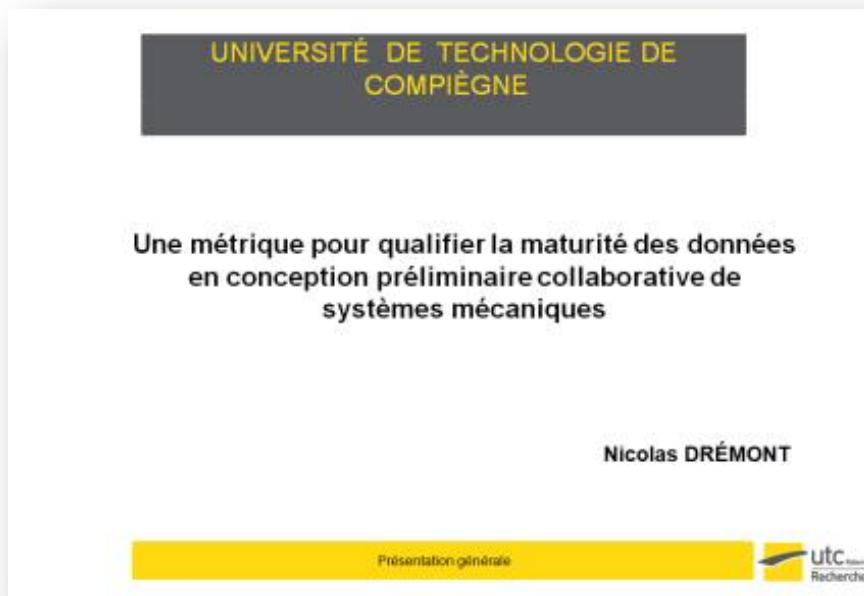 UNIVERSITÉ DE TECHNOLOGIE DE
COMPIÈGNE
Une métrique pour qualifier la maturité des données
en conception préliminaire collaborative de
systèmes mécaniques
Nicolas DRÉMONT
Présentation générale
utc
Recherche